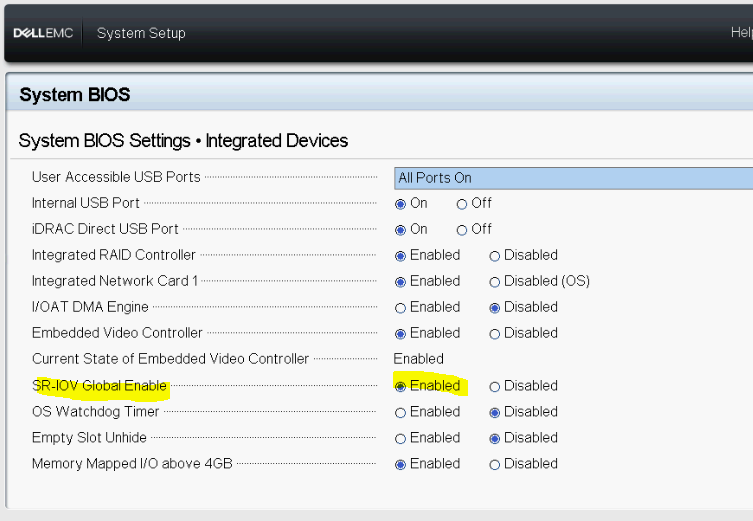 DELLEMC System Setup Help
System BIOS
System BIOS Settings • Integrated Devices
User Accessible USB Ports All Ports On
Internal USB Port On Off
iDRAC Direct USB Port On Off
Integrated RAID Controller Enabled Disabled
Integrated Network Card 1 Enabled Disabled (OS)
I/OAT DMA Engine Enabled Disabled
Embedded Video Controller Enabled Disabled
Current State of Embedded Video Controller Enabled
SR-IOV Global Enable Enabled Disabled
OS Watchdog Timer Enabled Disabled
Empty Slot Unhide Enabled Disabled
Memory Mapped I/O above 4GB Enabled Disabled